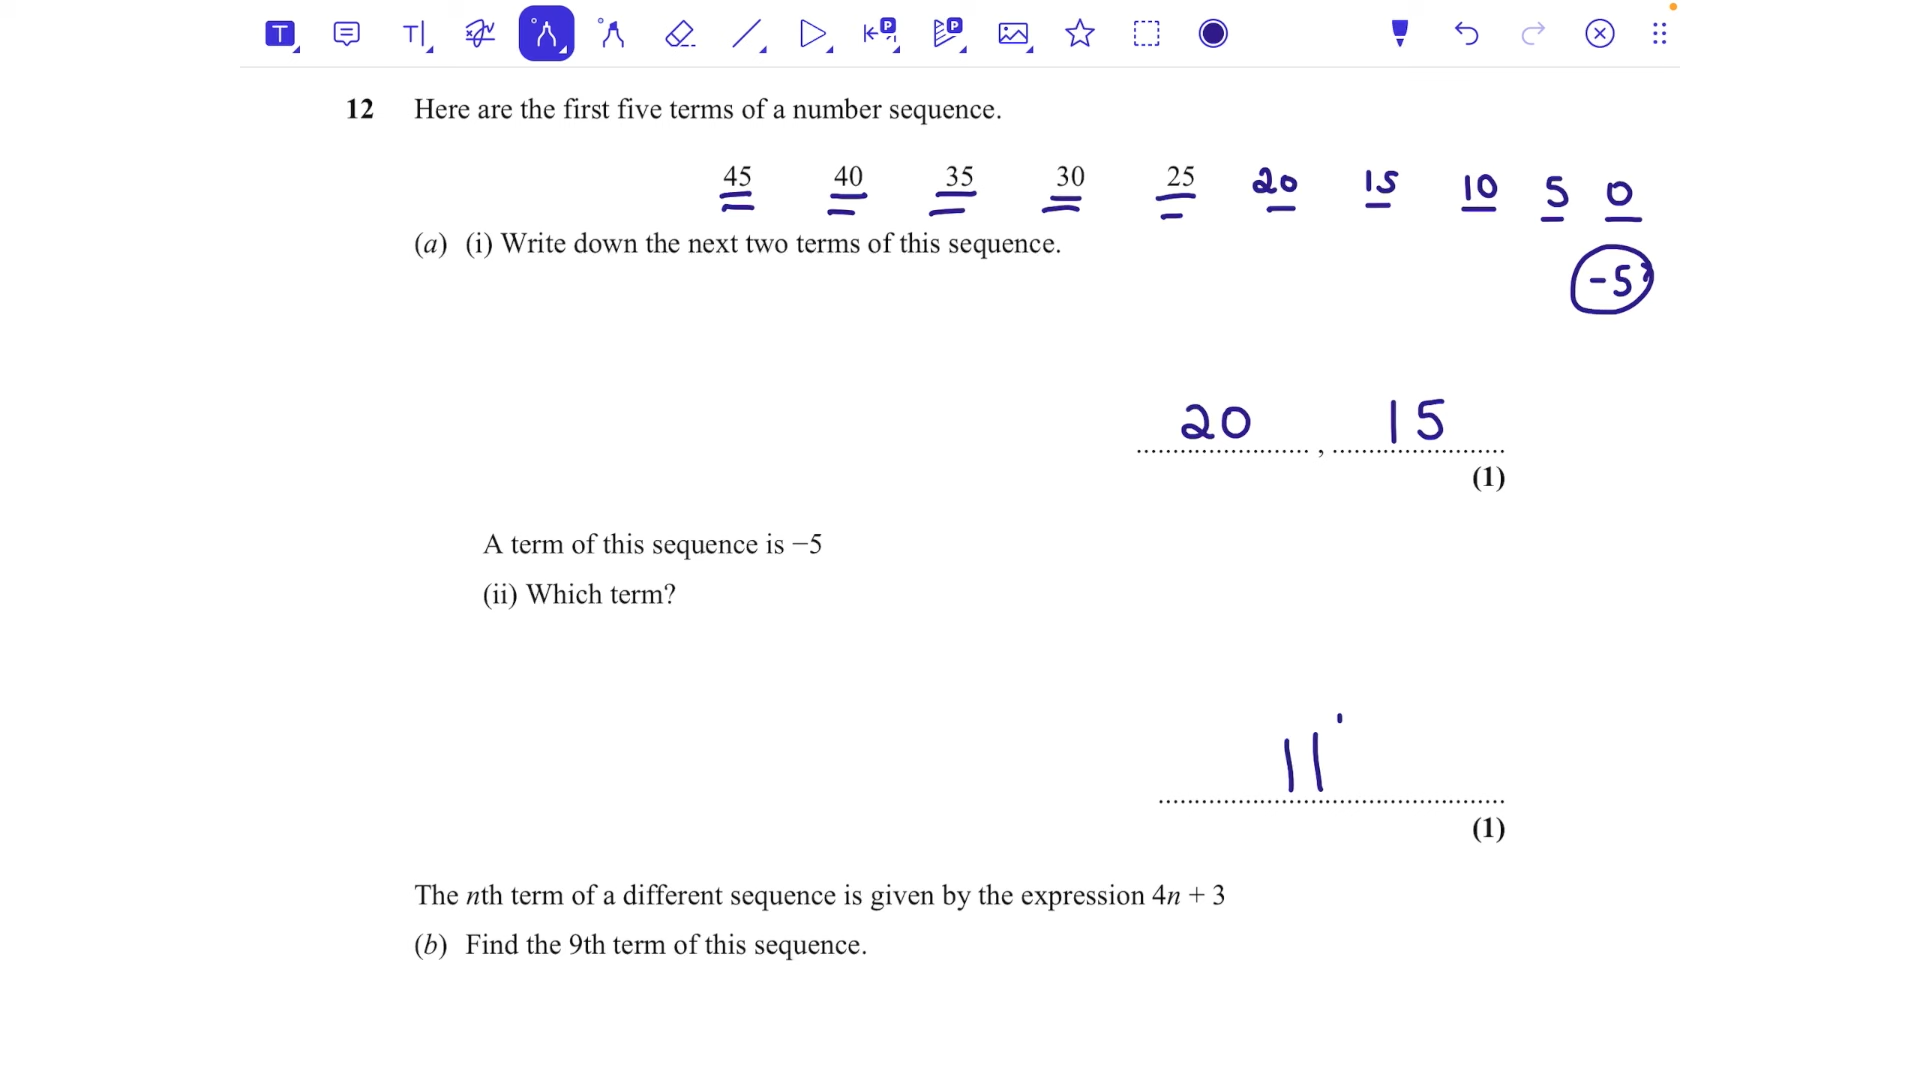 12 Here are the first five terms of a number sequence.
45 40 35 30 25 20 15 10 5 0
(a) (i) Write down the next two terms of this sequence.
-5
20 , 15
(1)
A term of this sequence is −5
(ii) Which term?
11
(1)
The nth term of a different sequence is given by the expression 4n + 3
(b) Find the 9th term of this sequence.